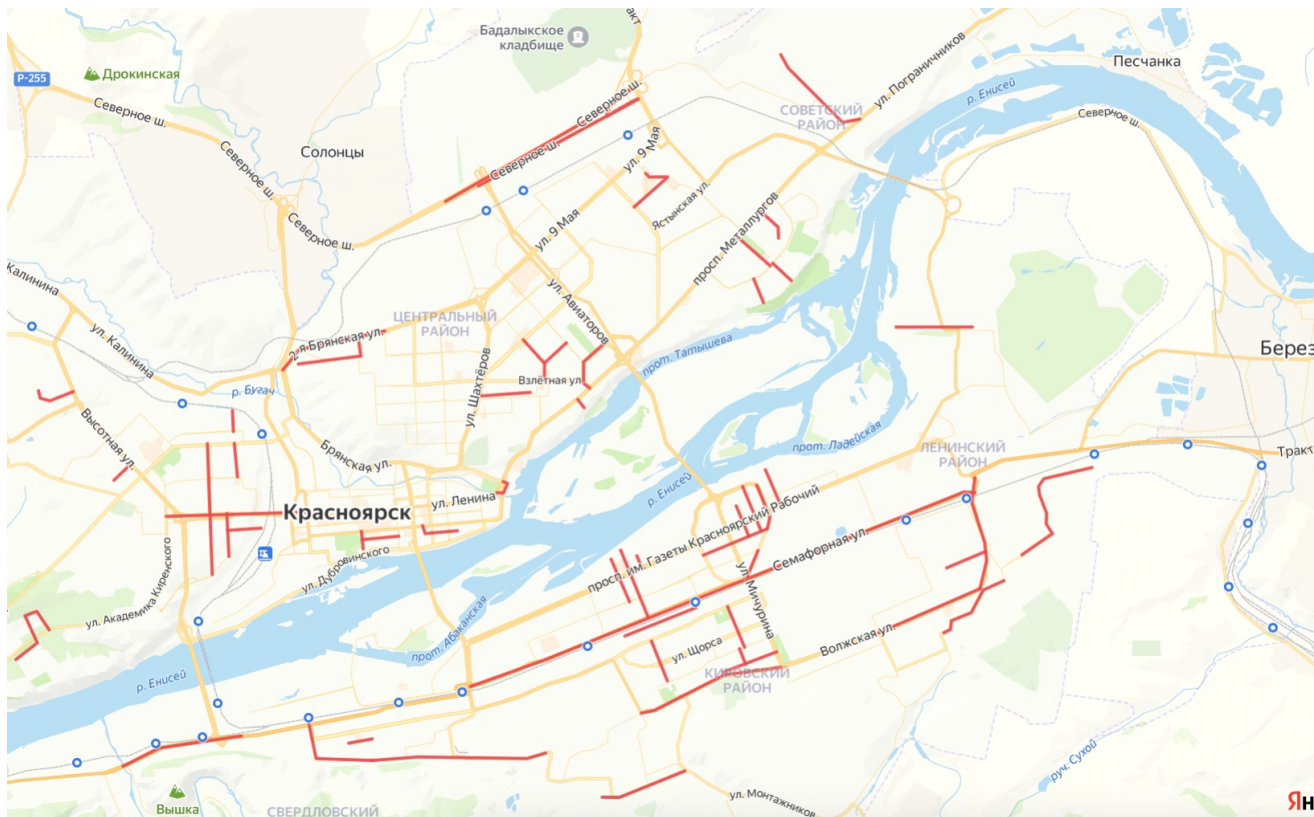 Бадалыкское
кладбище
акт
Р-255
Дрокинская
Песчанка
р. Енисей
ул. Пограничников
СОВЕТСКИЙ
РАЙОН
Северное ш.
Северное ш.
Северное ш.
Северное ш.
Солонцы
Северное ш.
ул. 9 Мая
Северное ш.
Северное ш.
Ястынская ул.
просп. Металлургов
ул. 9 Мая
Калинина
ул. Калинина
ЦЕНТРАЛЬНЫЙ
РАЙОН
ул. Авиаторов
2-я Брянская ул.
прот. Татышева
Берез
р. Бугач
ул. Шахтёров
Взлётная ул.
Высотная ул.
Брянская ул.
прот. Ладейская
ЛЕНИНСКИЙ
РАЙОН
Тракт
р. Енисей
ул. Ленина
Красноярск
просп. им. Газеты Красноярский Рабочий
Семафорная ул.
ул. Дубровинского
ул. Академика Киренского
ул. Мичурина
прот. Абаканская
ул. Щорса
Волжская ул.
р. Енисей
КИРОВСКИЙ
РАЙОН
руч. Сухой
Вышка
СВЕРДЛОВСКИЙ
ул. Монтажников
Ян